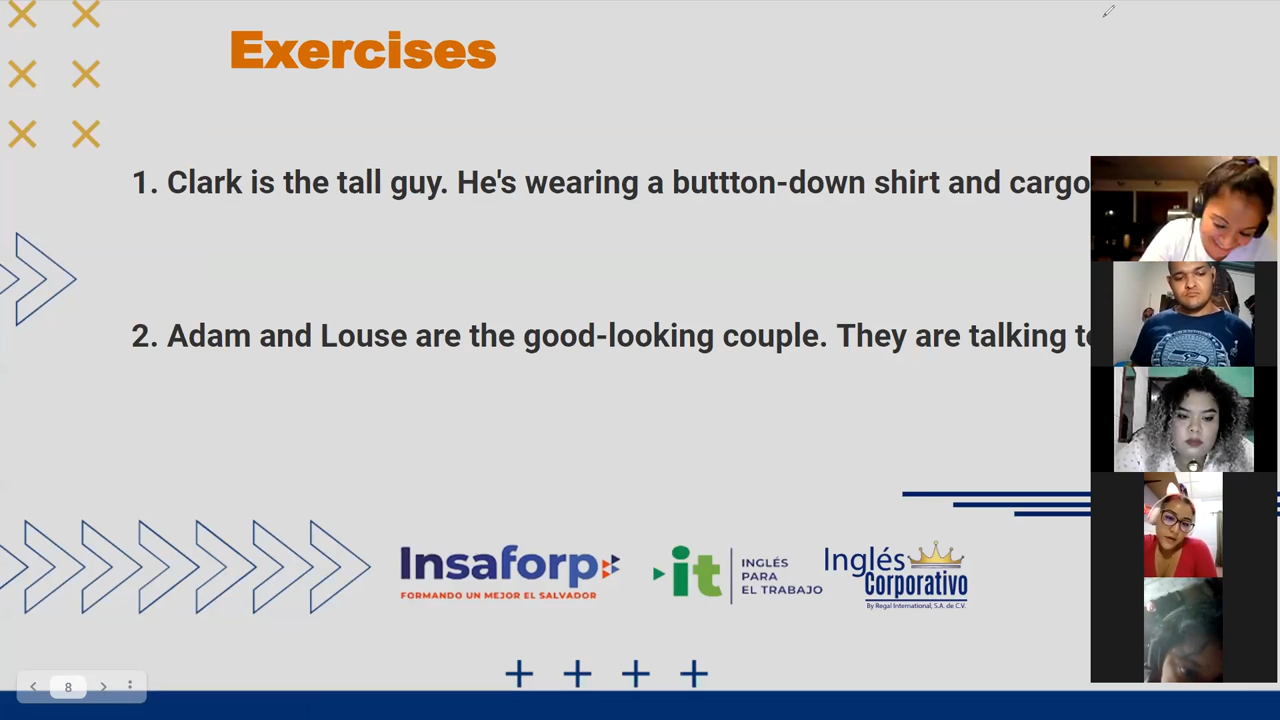 Exercises
1. Clark is the tall guy. He's wearing a buttton-down shirt and cargo
2. Adam and Louse are the good-looking couple. They are talking
Insaforp
FORMANDO UN MEJOR EL SALVADOR
it
INGLÉS
PARA
EL TRABAJO
Inglés
Corporativo
By Regal International, S.A. de C.V.
8